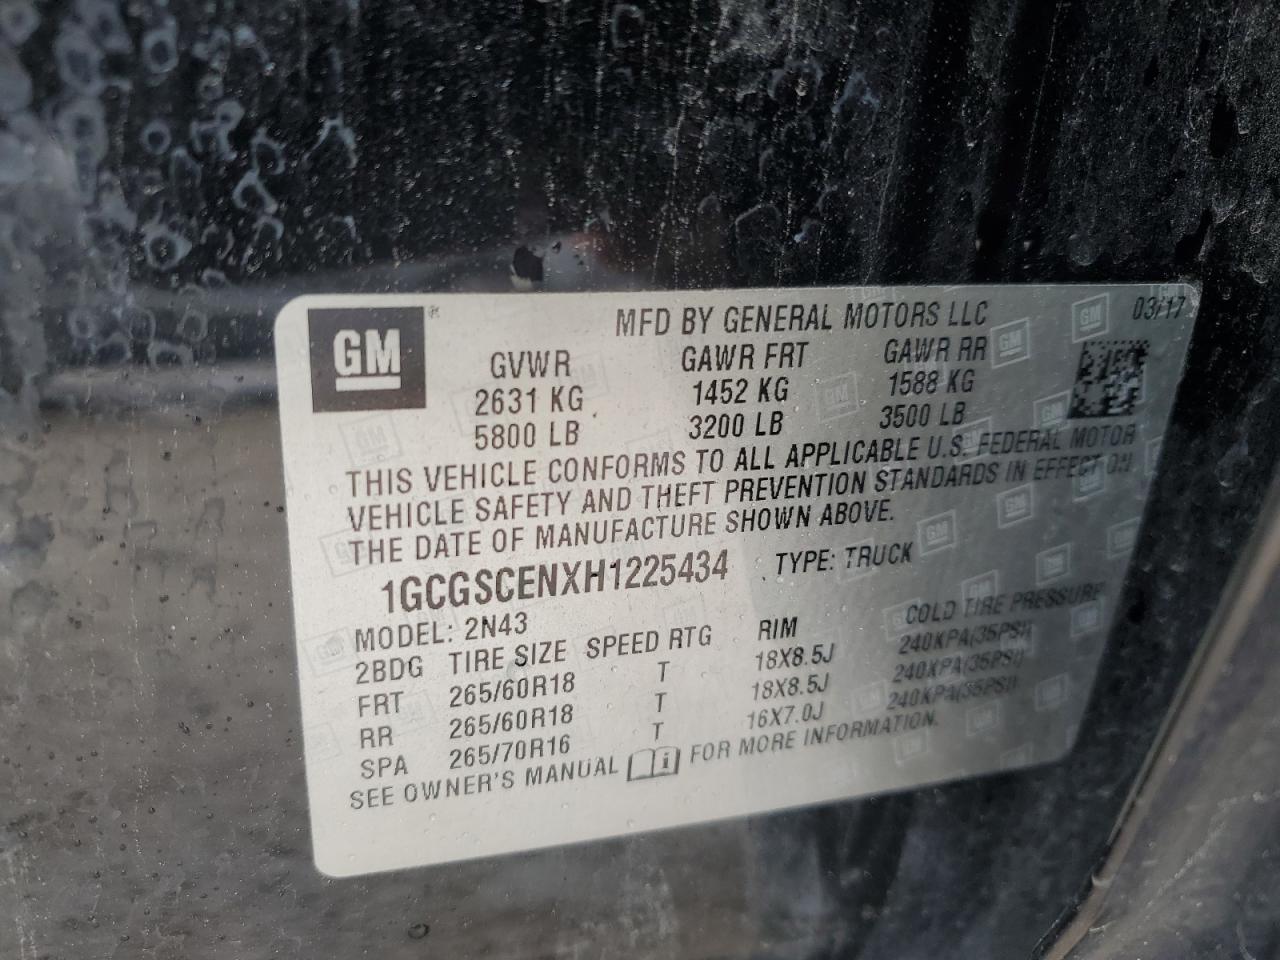 GM® MFD BY GENERAL MOTORS LLC 03/17
GVWR GAWR FRT GAWR RR
2631 KG 1452 KG 1588 KG
5800 LB 3200 LB 3500 LB
THIS VEHICLE CONFORMS TO ALL APPLICABLE U.S. FEDERAL MOTOR
VEHICLE SAFETY AND THEFT PREVENTION STANDARDS IN EFFECT ON
THE DATE OF MANUFACTURE SHOWN ABOVE.
1GCGSCENXH1225434 TYPE: TRUCK
MODEL: 2N43
2BDG TIRE SIZE SPEED RTG RIM COLD TIRE PRESSURE
FRT 265/60R18 T 18X8.5J 240KPA(35PSI)
RR 265/60R18 T 18X8.5J 240KPA(35PSI)
SPA 265/70R16 T 16X7.0J 240KPA(35PSI)
SEE OWNER'S MANUAL FOR MORE INFORMATION.